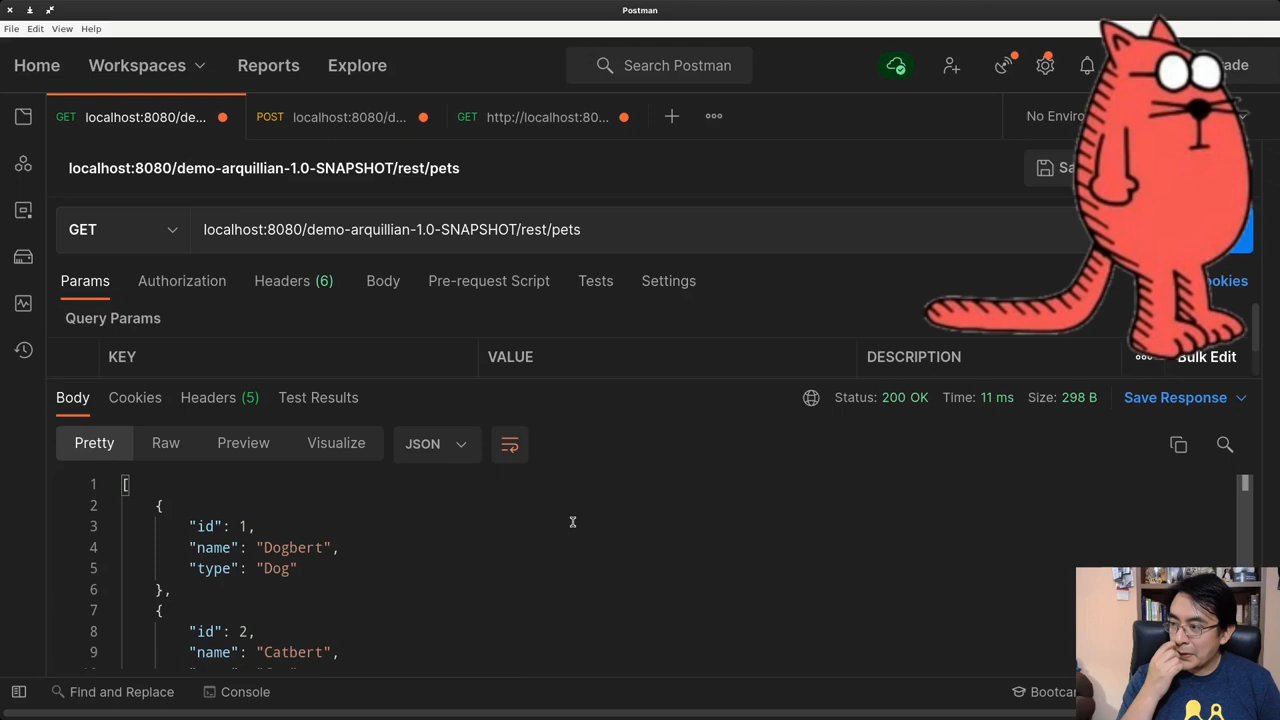 Postman
File Edit View Help
Home Workspaces Reports Explore Search Postman
GET localhost:8080/de... POST localhost:8080/d... GET http://localhost:80... No Enviro
localhost:8080/demo-arquillian-1.0-SNAPSHOT/rest/pets
GET localhost:8080/demo-arquillian-1.0-SNAPSHOT/rest/pets
Params Authorization Headers (6) Body Pre-request Script Tests Settings
Query Params
KEY VALUE DESCRIPTION Bulk Edit
Body Cookies Headers (5) Test Results Status: 200 OK Time: 11 ms Size: 298 B Save Response
Pretty Raw Preview Visualize JSON
1 [
2 {
3 "id": 1,
4 "name": "Dogbert",
5 "type": "Dog"
6 },
7 {
8 "id": 2,
9 "name": "Catbert",
Find and Replace Console Bootcam